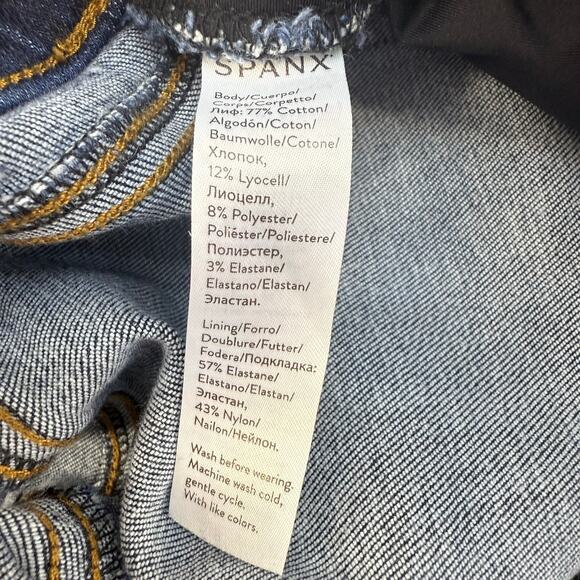 SPANX
Body/Cuerpo/
Corps/Corpetto/
Лиф: 77% Cotton/
Algodón/Coton/
Baumwolle/Cotone/
Хлопок,
12% Lyocell/
Лиоцелл,
8% Polyester/
Poliéster/Poliestere/
Полиэстер,
3% Elastane/
Elastano/Elastan/
Эластан.
Lining/Forro/
Doublure/Futter/
Fodera/Подкладка:
57% Elastane/
Elastano/Elastan/
Эластан,
43% Nylon/
Nailon/Нейлон.
Wash before wearing.
Machine wash cold,
gentle cycle.
With like colors.